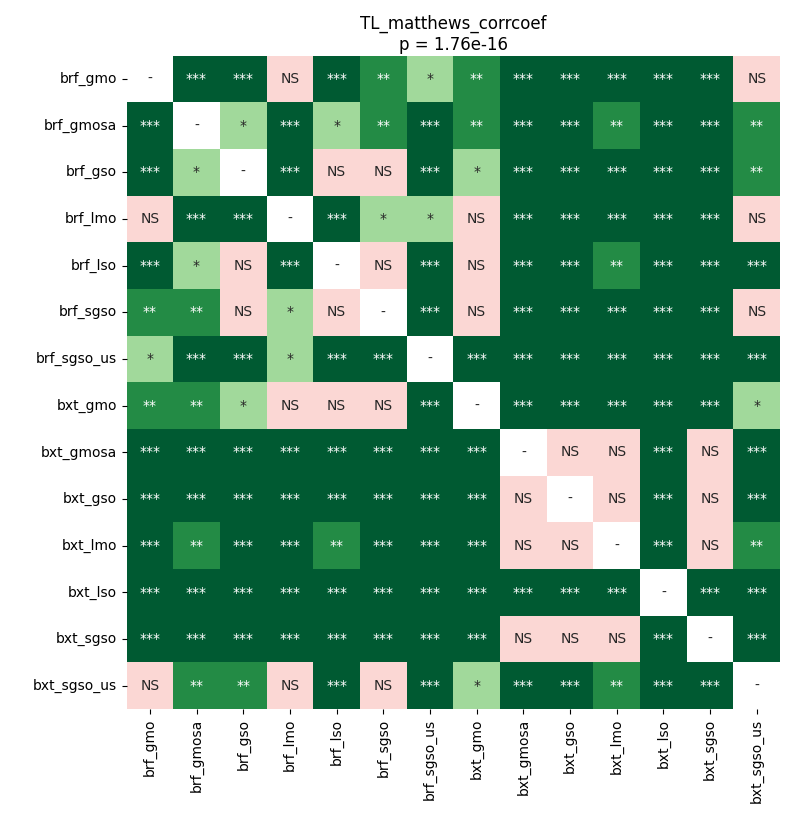 TL_matthews_corrcoef
p = 1.76e-16
brf_gmo - *** *** NS *** ** * ** *** *** *** *** *** NS
brf_gmosa *** - * *** * ** *** ** *** *** ** *** *** **
brf_gso *** * - *** NS NS *** * *** *** *** *** *** **
brf_lmo NS *** *** - *** * * NS *** *** *** *** *** NS
brf_lso *** * NS *** - NS *** NS *** *** ** *** *** ***
brf_sgso ** ** NS * NS - *** NS *** *** *** *** *** NS
brf_sgso_us * *** *** * *** *** - *** *** *** *** *** *** ***
bxt_gmo ** ** * NS NS NS *** - *** *** *** *** *** *
bxt_gmosa *** *** *** *** *** *** *** *** - NS NS *** NS ***
bxt_gso *** *** *** *** *** *** *** *** NS - NS *** NS ***
bxt_lmo *** ** *** *** ** *** *** *** NS NS - *** NS **
bxt_lso *** *** *** *** *** *** *** *** *** *** *** - *** ***
bxt_sgso *** *** *** *** *** *** *** *** NS NS NS *** - ***
bxt_sgso_us NS ** ** NS *** NS *** * *** *** ** *** *** -
brf_gmo brf_gmosa brf_gso brf_lmo brf_lso brf_sgso brf_sgso_us bxt_gmo bxt_gmosa bxt_gso bxt_lmo bxt_lso bxt_sgso bxt_sgso_us